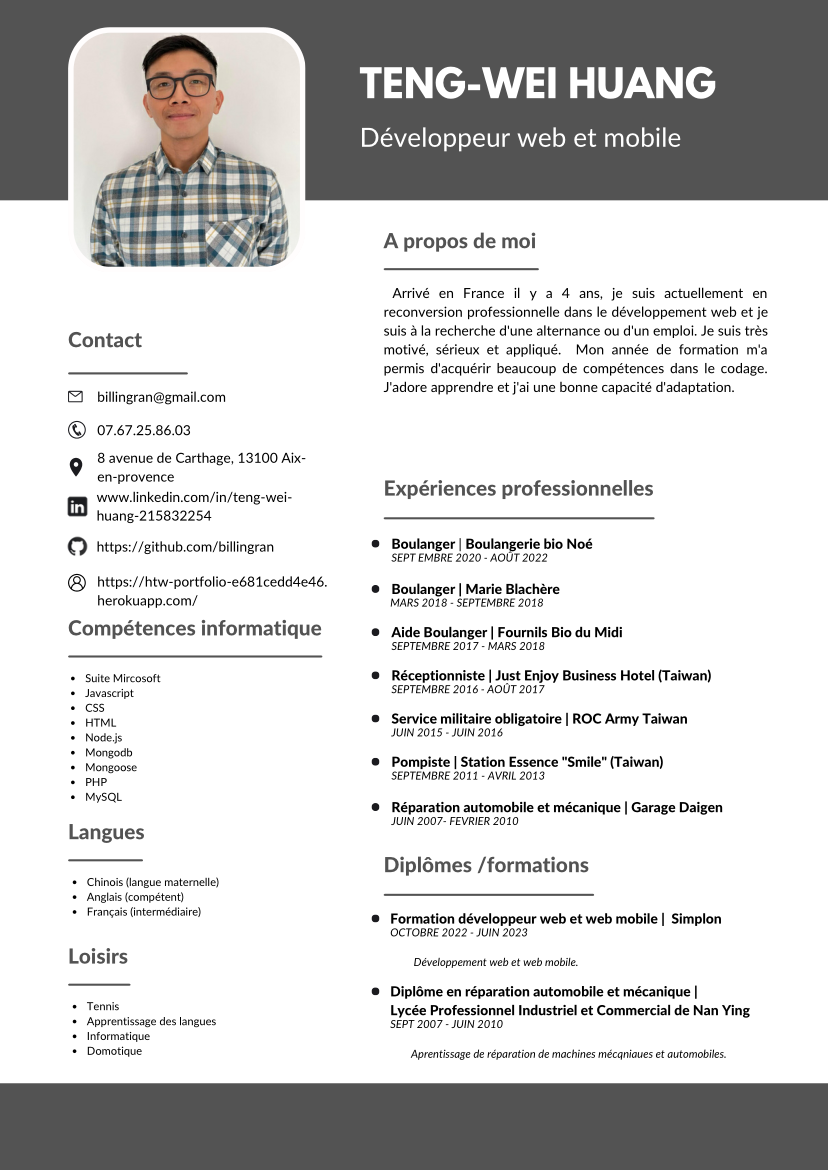 TENG-WEI HUANG
Développeur web et mobile
Contact
billingran@gmail.com
07.67.25.86.03
8 avenue de Carthage, 13100 Aix-
en-provence
www.linkedin.com/in/teng-wei-
huang-215832254
https://github.com/billingran
https://htw-portfolio-e681cedd4e46.
herokuapp.com/
Compétences informatique
Suite Mircosoft
Javascript
CSS
HTML
Node.js
Mongodb
Mongoose
PHP
MySQL
Langues
Chinois (langue maternelle)
Anglais (compétent)
Français (intermédiaire)
Loisirs
Tennis
Apprentissage des langues
Informatique
Domotique
A propos de moi
Arrivé en France il y a 4 ans, je suis actuellement en
reconversion professionnelle dans le développement web et je
suis à la recherche d'une alternance ou d'un emploi. Je suis très
motivé, sérieux et appliqué. Mon année de formation m'a
permis d'acquérir beaucoup de compétences dans le codage.
J'adore apprendre et j'ai une bonne capacité d'adaptation.
Expériences professionnelles
Boulanger | Boulangerie bio Noé
SEPT EMBRE 2020 - AOÛT 2022
Boulanger | Marie Blachère
MARS 2018 - SEPTEMBRE 2018
Aide Boulanger | Fournils Bio du Midi
SEPTEMBRE 2017 - MARS 2018
Réceptionniste | Just Enjoy Business Hotel (Taiwan)
SEPTEMBRE 2016 - AOÛT 2017
Service militaire obligatoire | ROC Army Taiwan
JUIN 2015 - JUIN 2016
Pompiste | Station Essence "Smile" (Taiwan)
SEPTEMBRE 2011 - AVRIL 2013
Réparation automobile et mécanique | Garage Daigen
JUIN 2007- FEVRIER 2010
Diplômes /formations
Formation développeur web et web mobile | Simplon
OCTOBRE 2022 - JUIN 2023
Développement web et web mobile.
Diplôme en réparation automobile et mécanique |
Lycée Professionnel Industriel et Commercial de Nan Ying
SEPT 2007 - JUIN 2010
Aprentissage de réparation de machines mécqniaues et automobiles.